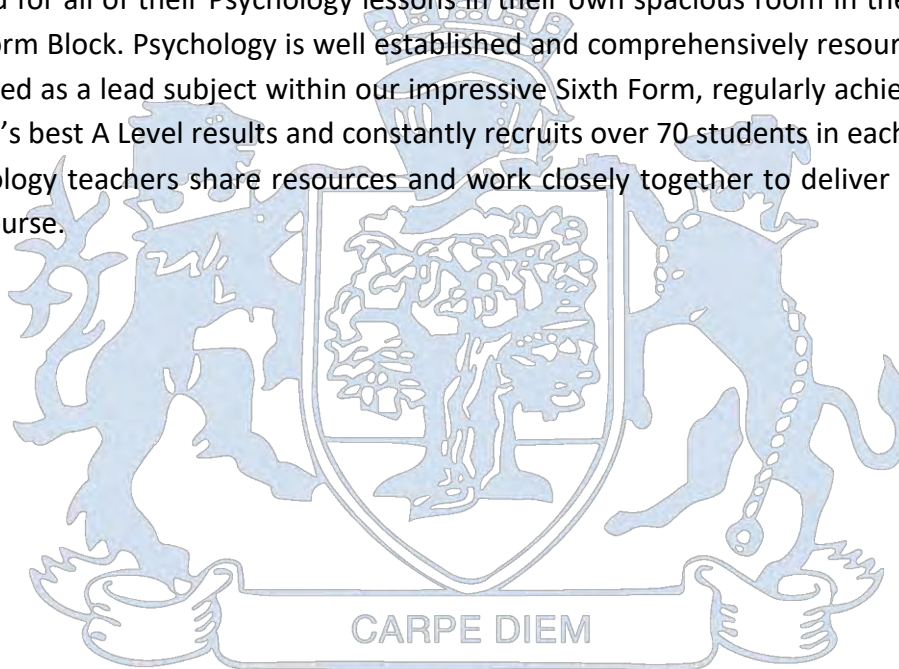 for all of their Psychology lessons in their own spacious room in the
orm Block. Psychology is well established and comprehensively resour
ed as a lead subject within our impressive Sixth Form, regularly achie
's best A Level results and constantly recruits over 70 students in each
ology teachers share resources and work closely together to deliver
urse.
CARPE DIEM